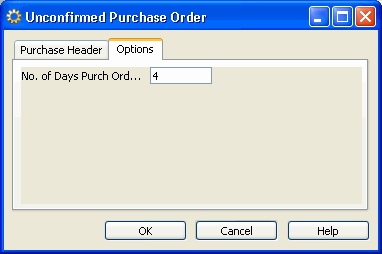 Unconfirmed Purchase Order
Purchase Header Options
No. of Days Purch Ord... 4
OK Cancel Help